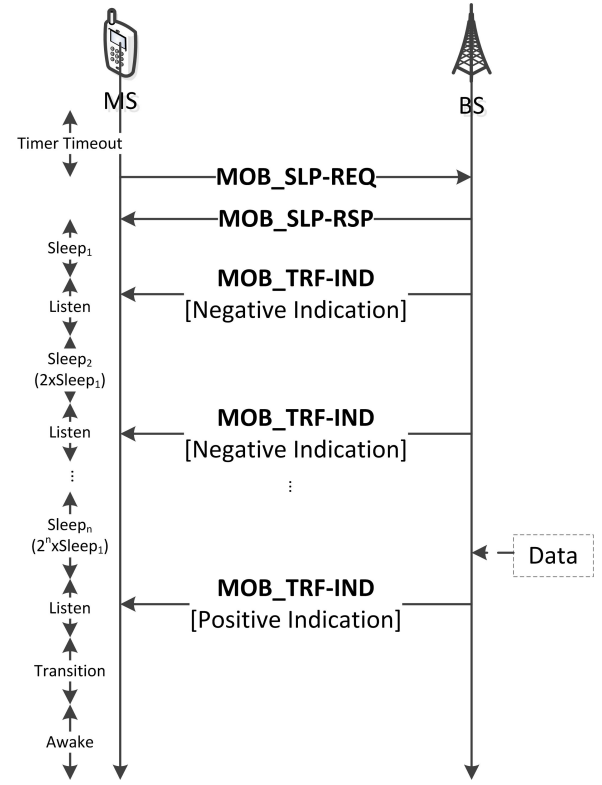 MS
BS
Timer Timeout
MOB_SLP-REQ
MOB_SLP-RSP
Sleep₁
MOB_TRF-IND
[Negative Indication]
Listen
Sleep₂
(2xSleep₁)
MOB_TRF-IND
[Negative Indication]
Listen
⋮
⋮
Sleepₙ
(2ⁿxSleep₁)
Data
MOB_TRF-IND
[Positive Indication]
Listen
Transition
Awake